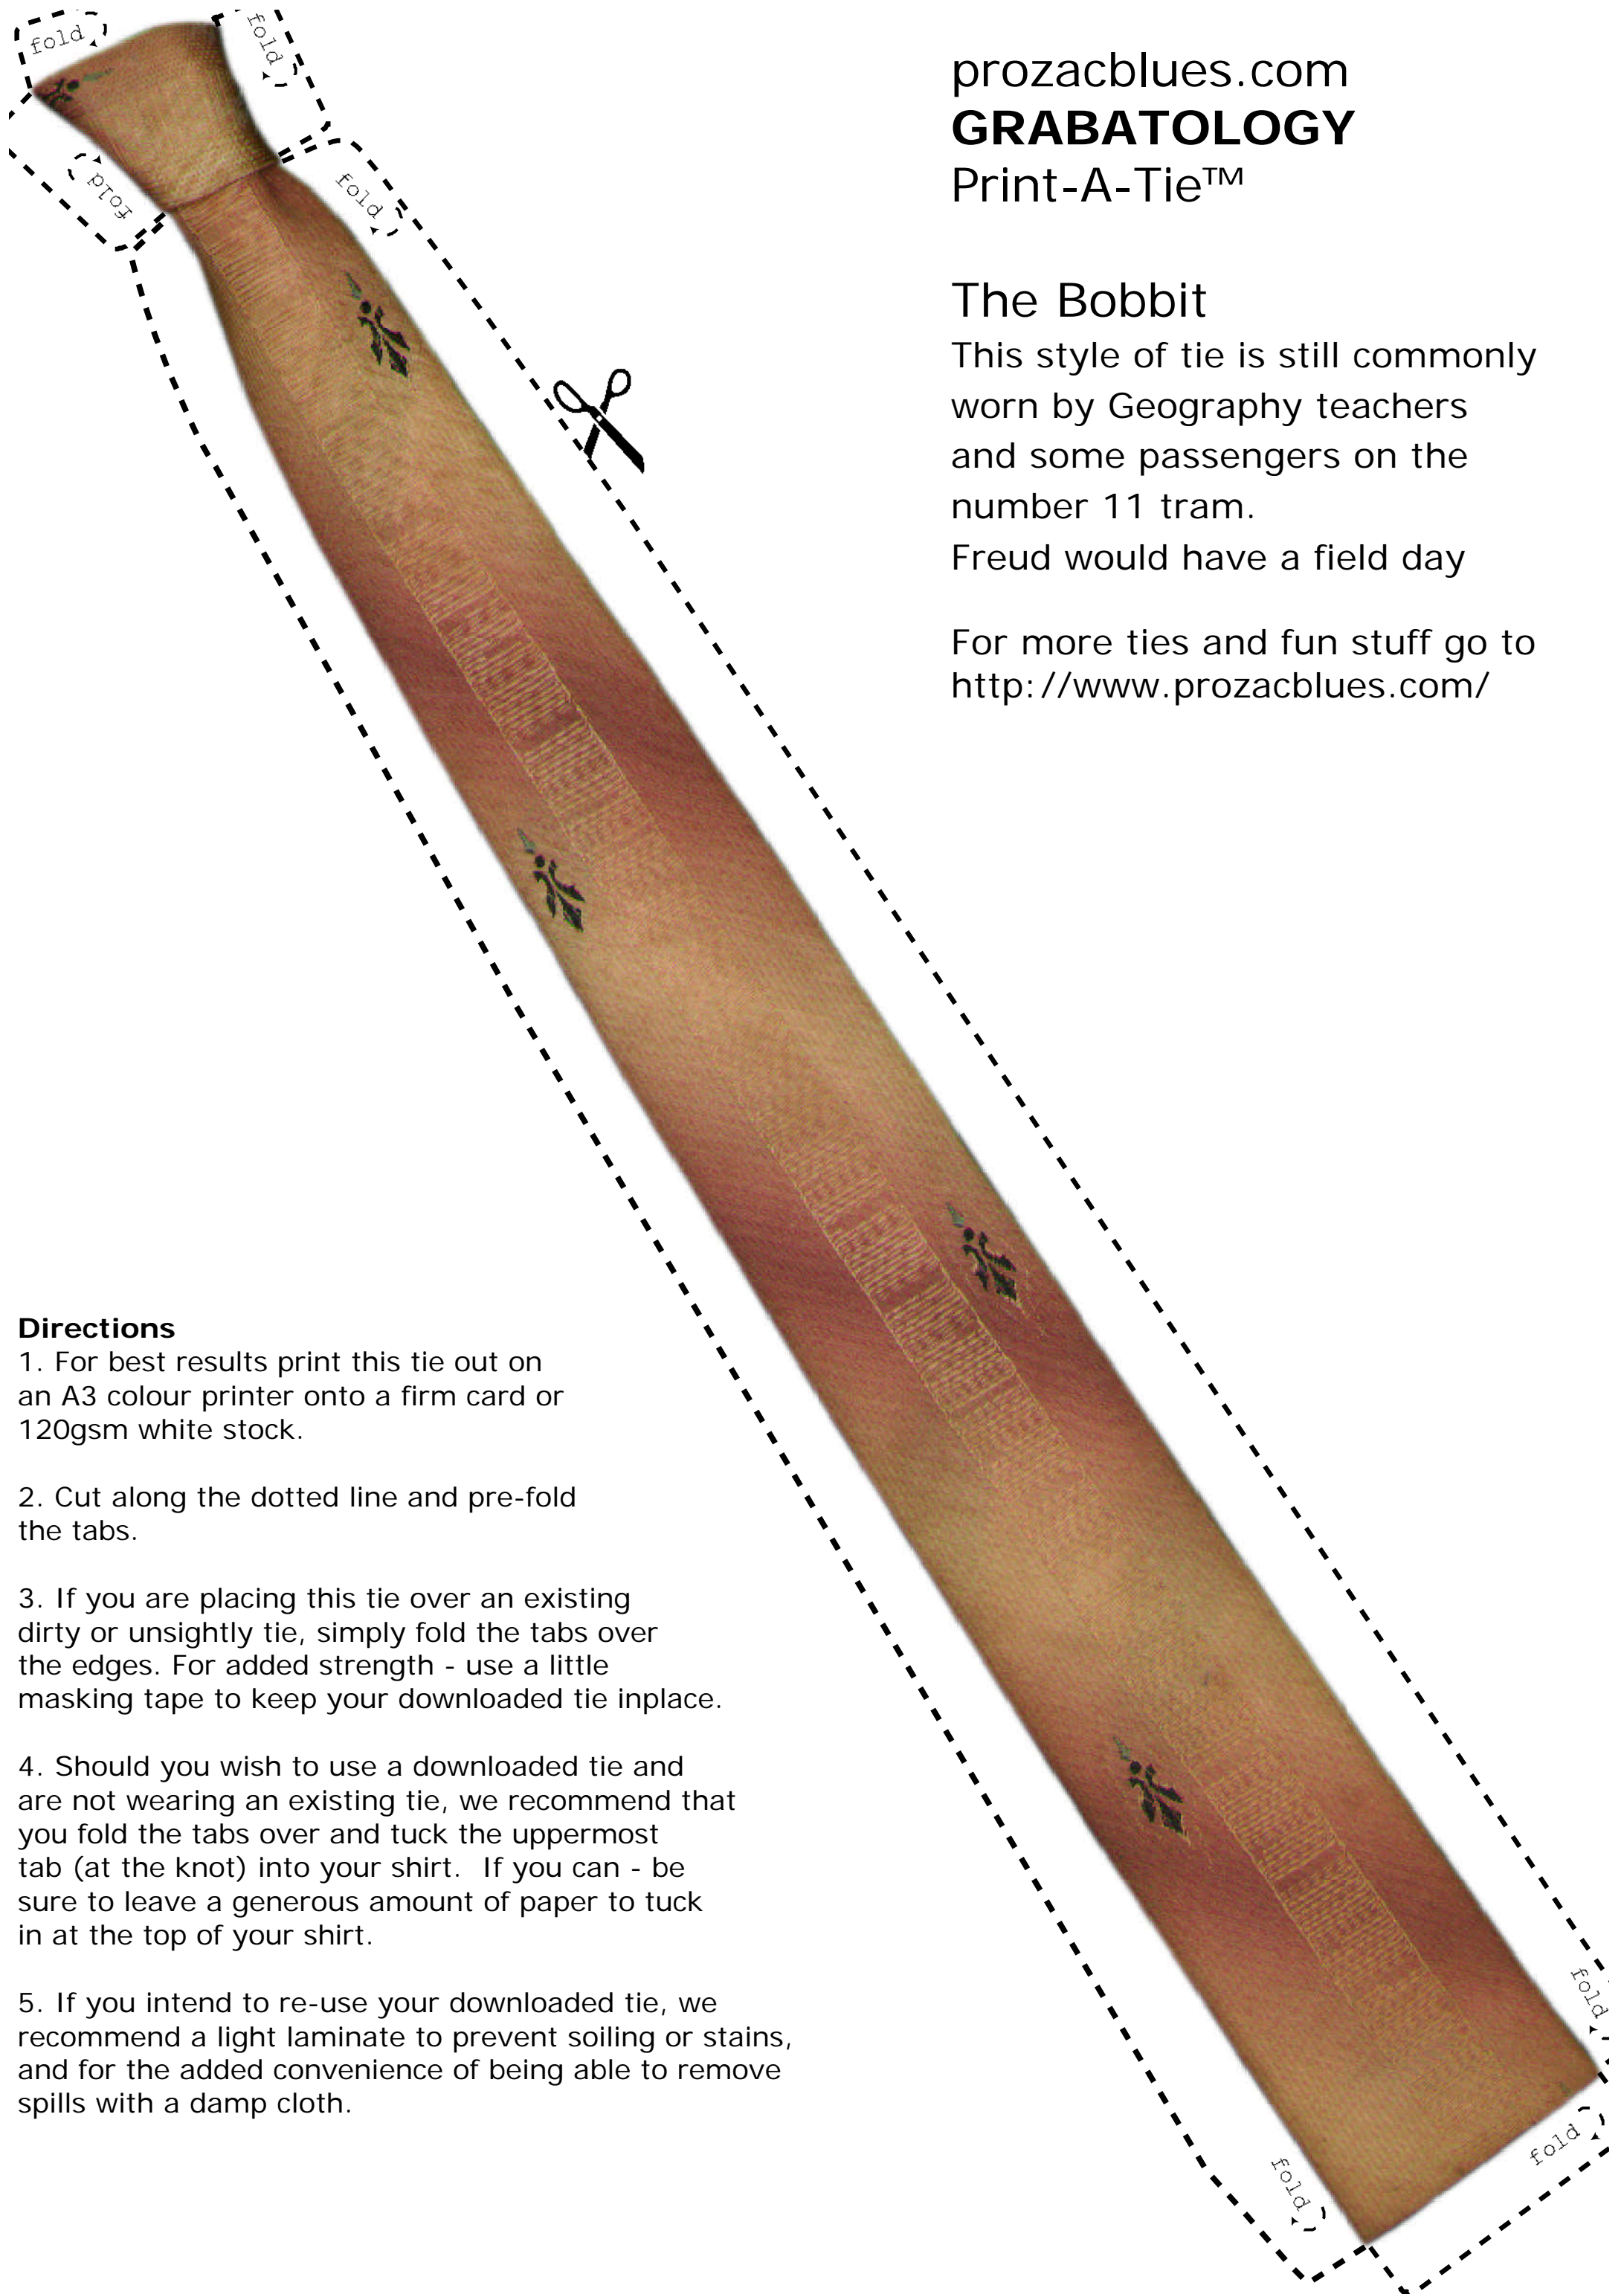 fold
fold
fold
fold
prozacblues.com
GRABATOLOGY
Print-A-Tie™
The Bobbit
This style of tie is still commonly
worn by Geography teachers
and some passengers on the
number 11 tram.
Freud would have a field day
For more ties and fun stuff go to
http://www.prozacblues.com/
Directions
1. For best results print this tie out on
an A3 colour printer onto a firm card or
120gsm white stock.
2. Cut along the dotted line and pre-fold
the tabs.
3. If you are placing this tie over an existing
dirty or unsightly tie, simply fold the tabs over
the edges. For added strength - use a little
masking tape to keep your downloaded tie inplace.
4. Should you wish to use a downloaded tie and
are not wearing an existing tie, we recommend that
you fold the tabs over and tuck the uppermost
tab (at the knot) into your shirt.  If you can - be
sure to leave a generous amount of paper to tuck
in at the top of your shirt.
5. If you intend to re-use your downloaded tie, we
recommend a light laminate to prevent soiling or stains,
and for the added convenience of being able to remove
spills with a damp cloth.
fold
fold
fold